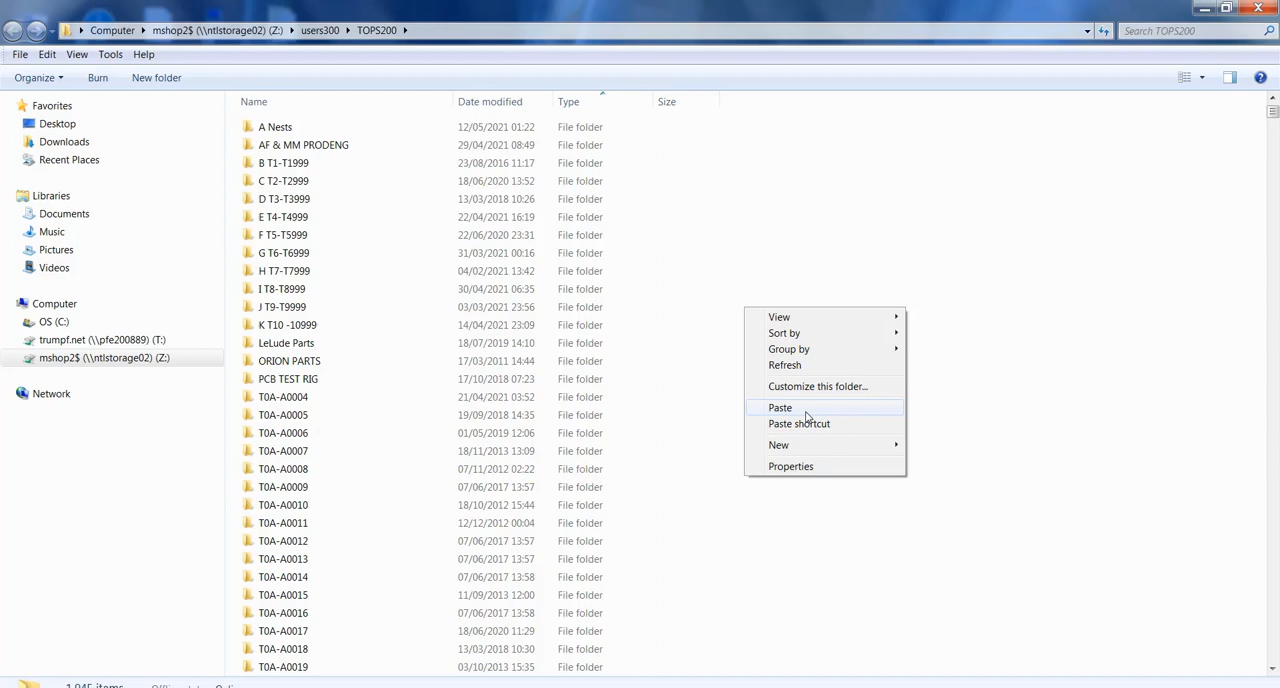 Computer mshop2$ (\\ntlstorage02) (Z:) users300 TOPS200 Search TOPS200
File Edit View Tools Help
Organize Burn New folder
Favorites
Desktop
Downloads
Recent Places
Libraries
Documents
Music
Pictures
Videos
Computer
OS (C:)
trumpf.net (\\pfe200889) (T:)
mshop2$ (\\ntlstorage02) (Z:)
Network
Name Date modified Type Size
A Nests 12/05/2021 01:22 File folder
AF & MM PRODENG 29/04/2021 08:49 File folder
B T1-T1999 23/08/2016 11:17 File folder
C T2-T2999 18/06/2020 13:52 File folder
D T3-T3999 13/03/2018 10:26 File folder
E T4-T4999 22/04/2021 16:19 File folder
F T5-T5999 22/06/2020 23:31 File folder
G T6-T6999 31/03/2021 00:16 File folder
H T7-T7999 04/02/2021 13:42 File folder
I T8-T8999 30/04/2021 06:35 File folder
J T9-T9999 03/03/2021 23:56 File folder
K T10 -10999 14/04/2021 23:09 File folder
LeLude Parts 18/07/2019 14:10 File folder
ORION PARTS 17/03/2011 14:44 File folder
PCB TEST RIG 17/10/2018 07:23 File folder
T0A-A0004 21/04/2021 03:52 File folder
T0A-A0005 19/09/2018 14:35 File folder
T0A-A0006 01/05/2019 12:06 File folder
T0A-A0007 18/11/2013 13:09 File folder
T0A-A0008 07/11/2012 02:22 File folder
T0A-A0009 07/06/2017 13:57 File folder
T0A-A0010 18/10/2012 15:44 File folder
T0A-A0011 12/12/2012 00:04 File folder
T0A-A0012 07/06/2017 13:57 File folder
T0A-A0013 07/06/2017 13:57 File folder
T0A-A0014 07/06/2017 13:58 File folder
T0A-A0015 11/09/2013 12:00 File folder
T0A-A0016 07/06/2017 13:58 File folder
T0A-A0017 18/06/2020 11:29 File folder
T0A-A0018 13/03/2018 10:30 File folder
T0A-A0019 03/10/2013 15:35 File folder
View
Sort by
Group by
Refresh
Customize this folder...
Paste
Paste shortcut
New
Properties
items